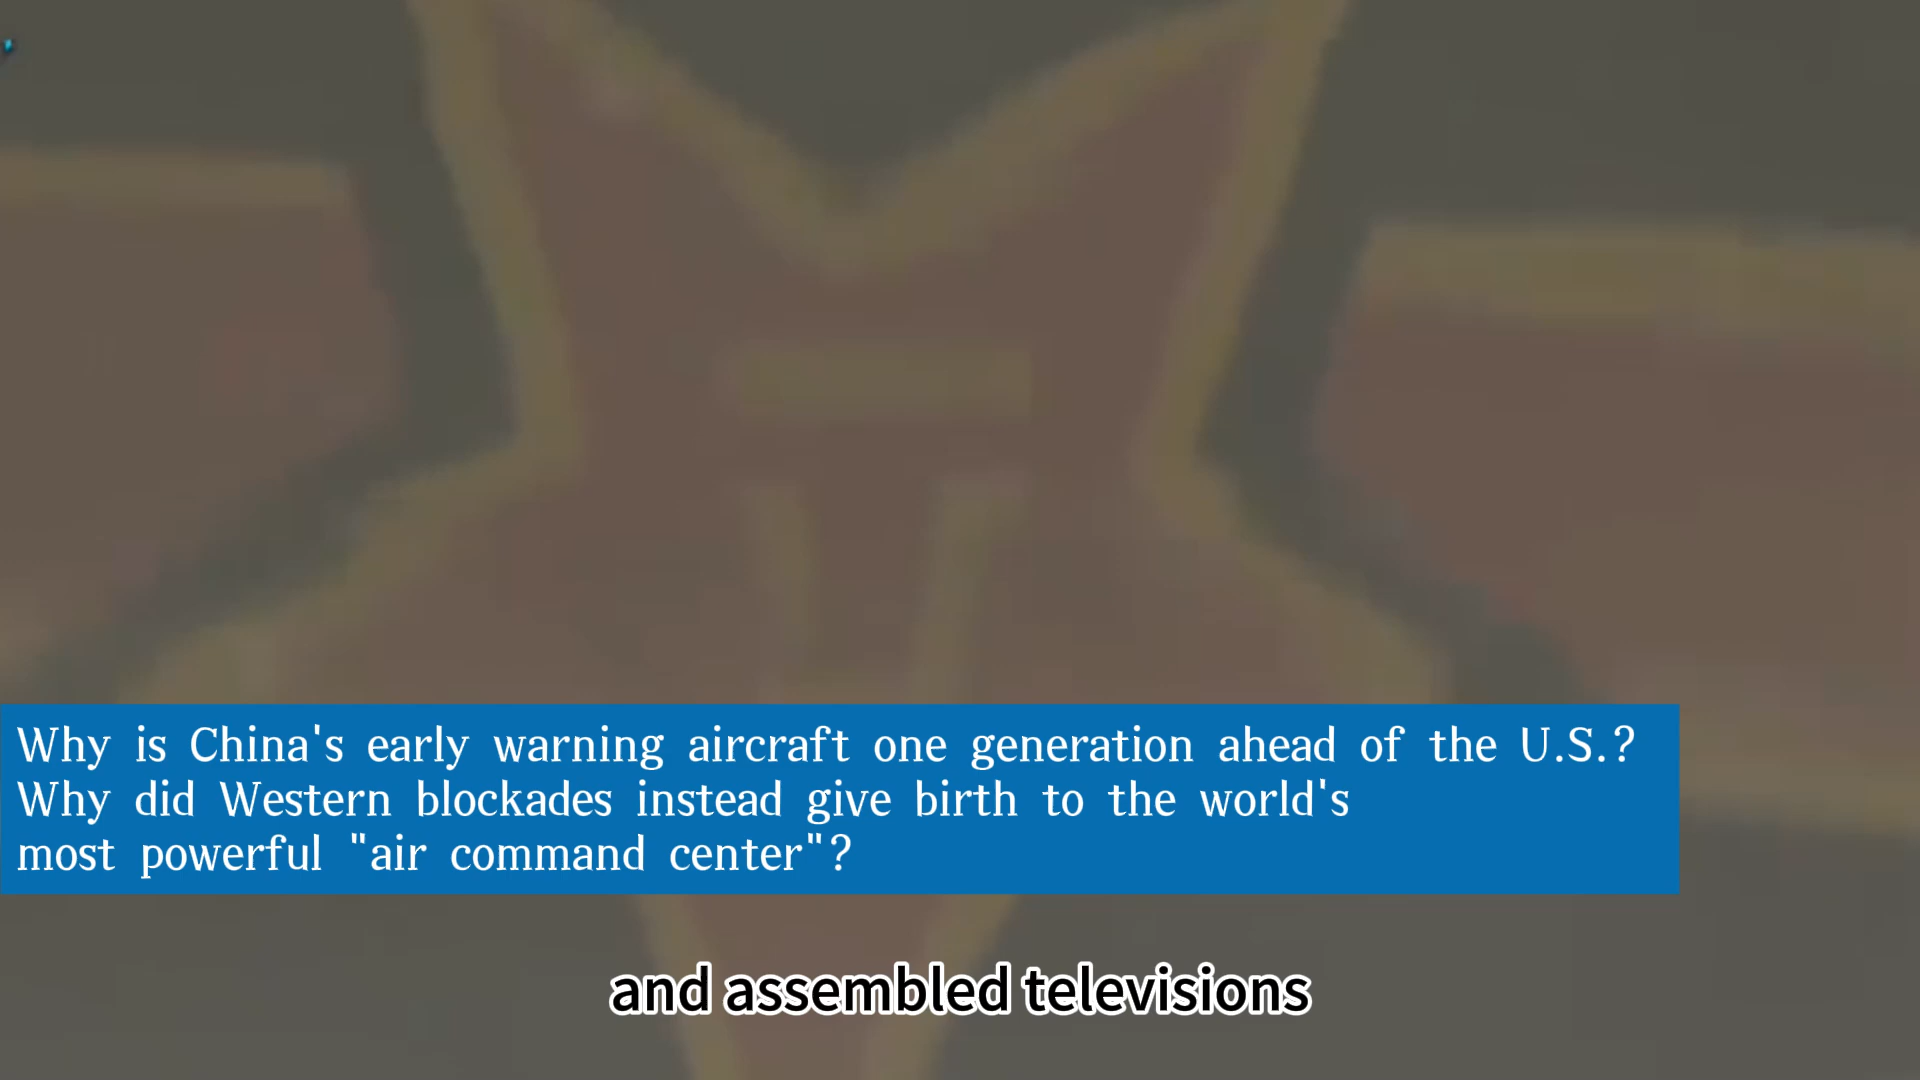 Why is China's early warning aircraft one generation ahead of the U.S.?
Why did Western blockades instead give birth to the world's
most powerful "air command center"?
and assembled televisions